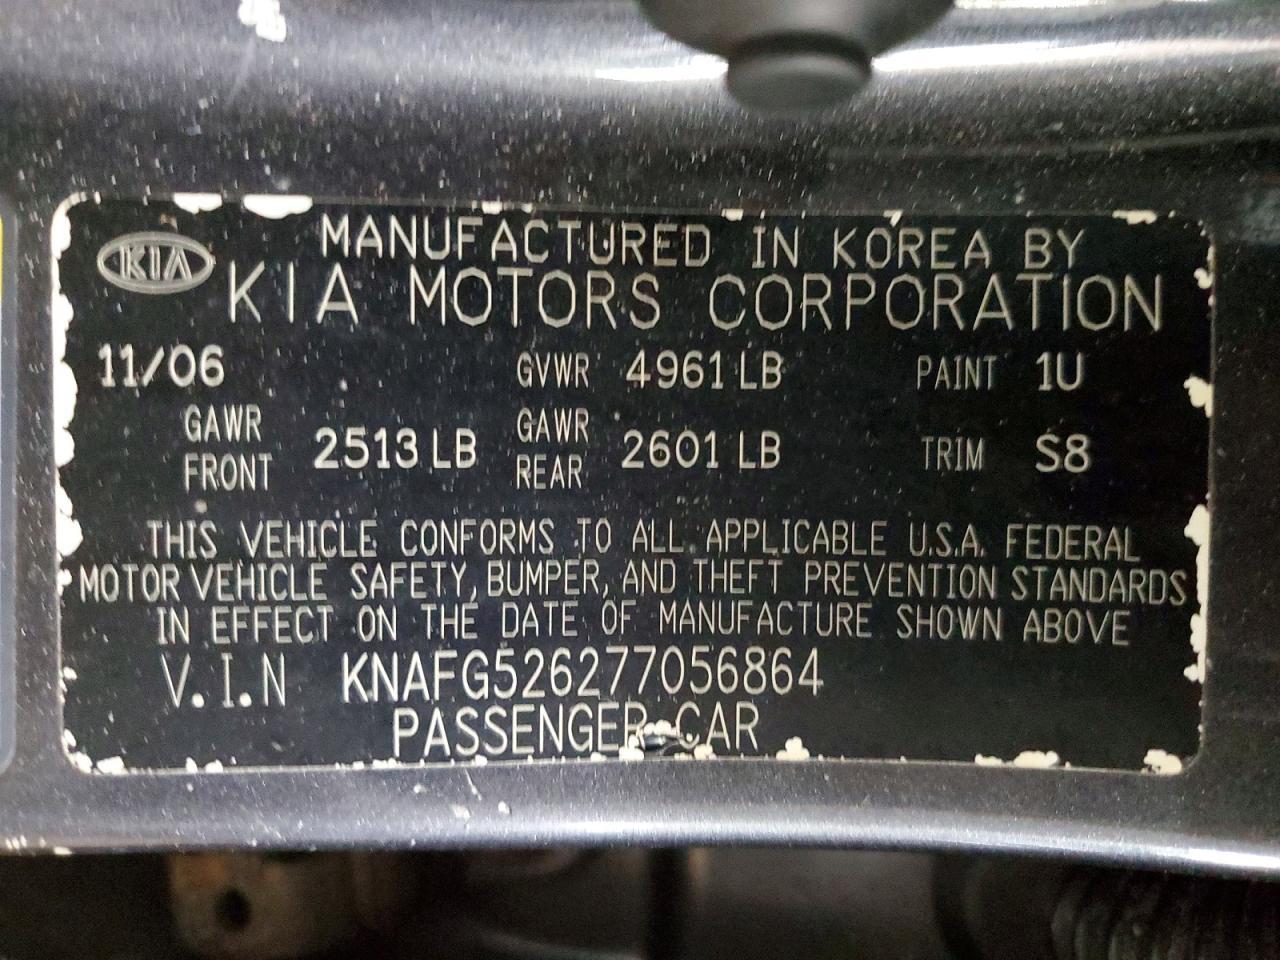 KIA
MANUFACTURED IN KOREA BY
KIA MOTORS CORPORATION
11/06 GVWR 4961 LB PAINT 1U
GAWR FRONT 2513 LB GAWR REAR 2601 LB TRIM S8
THIS VEHICLE CONFORMS TO ALL APPLICABLE U.S.A. FEDERAL
MOTOR VEHICLE SAFETY, BUMPER, AND THEFT PREVENTION STANDARDS
IN EFFECT ON THE DATE OF MANUFACTURE SHOWN ABOVE
V.I.N KNAFG526277056864
PASSENGER CAR